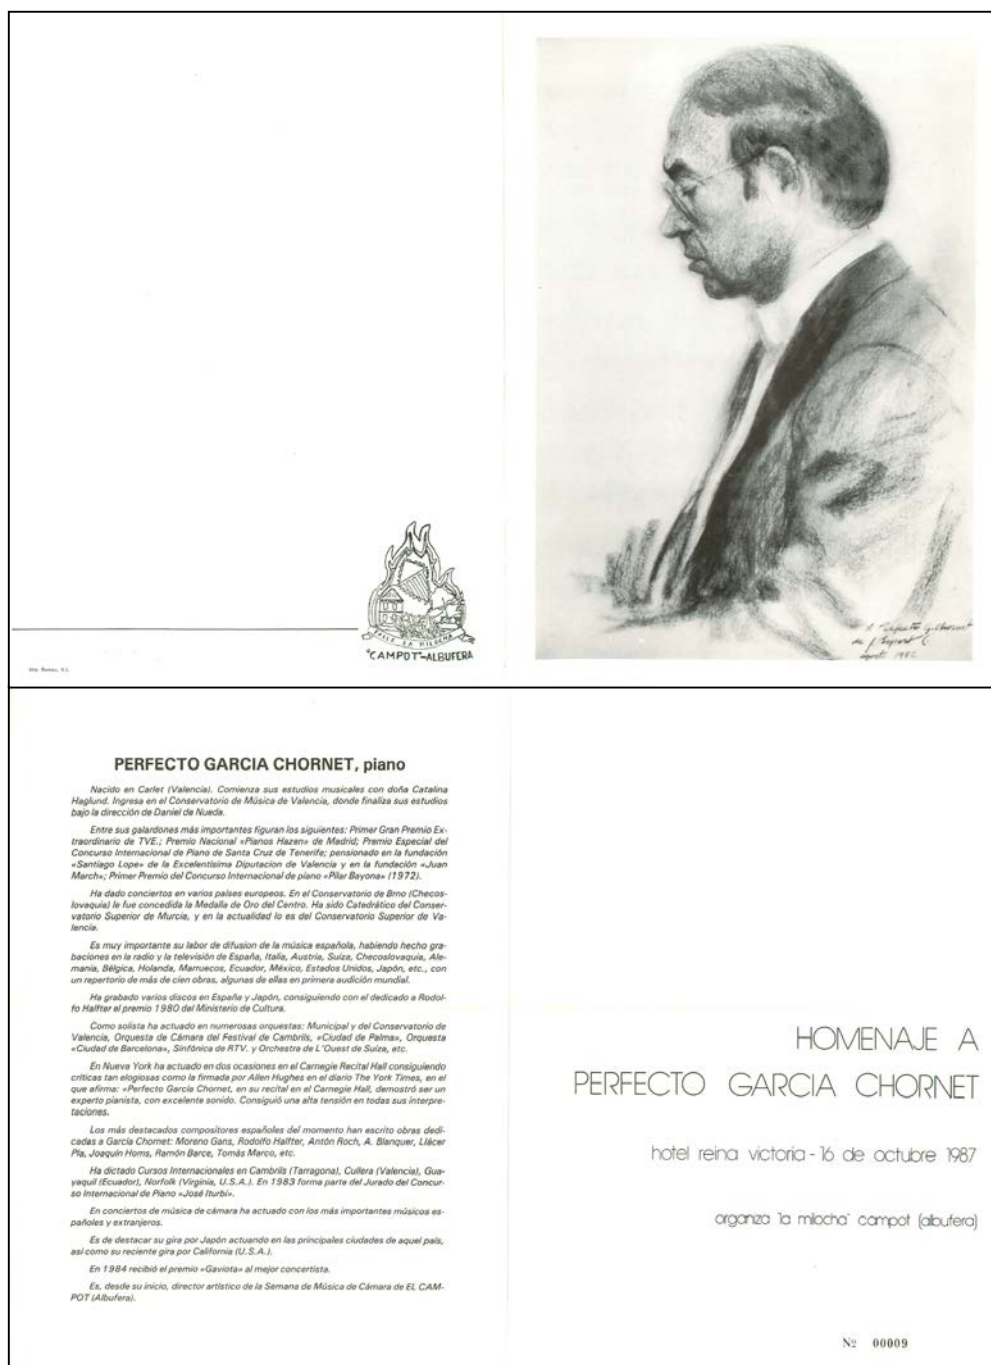 FALLA LA MILOCHA
"CAMPOT"-ALBUFERA
Imp. Ramos, S.L.
A Perfecto G. Chornet
agosto 1982
PERFECTO GARCIA CHORNET, piano
Nacido en Carlet (Valencia). Comienza sus estudios musicales con doña Catalina
Haglund. Ingresa en el Conservatorio de Música de Valencia, donde finaliza sus estudios
bajo la dirección de Daniel de Nueda.
Entre sus galardones más importantes figuran los siguientes: Primer Gran Premio Ex-
traordinario de TVE.; Premio Nacional «Pianos Hazen» de Madrid; Premio Especial del
Concurso Internacional de Piano de Santa Cruz de Tenerife; pensionado en la fundación
«Santiago Lope» de la Excelentísima Diputacion de Valencia y en la fundación «Juan
March»; Primer Premio del Concurso Internacional de piano «Pilar Bayona» (1972).
Ha dado conciertos en varios países europeos. En el Conservatorio de Brno (Checos-
lovaquia) le fue concedida la Medalla de Oro del Centro. Ha sido Catedrático del Conser-
vatorio Superior de Murcia, y en la actualidad lo es del Conservatorio Superior de Va-
lencia.
Es muy importante su labor de difusion de la música española, habiendo hecho gra-
baciones en la radio y la televisión de España, Italia, Austria, Suiza, Checoslovaquia, Ale-
mania, Bélgica, Holanda, Marruecos, Ecuador, México, Estados Unidos, Japón, etc., con
un repertorio de más de cien obras, algunas de ellas en primera audición mundial.
Ha grabado varios discos en España y Japón, consiguiendo con el dedicado a Rodol-
fo Halfter el premio 1980 del Ministerio de Cultura.
Como solista ha actuado en numerosas orquestas: Municipal y del Conservatorio de
Valencia, Orquesta de Cámara del Festival de Cambrils, «Ciudad de Palma», Orquesta
«Ciudad de Barcelona», Sinfónica de RTV. y Orchestra de L'Ouest de Suiza, etc.
En Nueva York ha actuado en dos ocasiones en el Carnegie Recital Hall consiguiendo
críticas tan elogiosas como la firmada por Allen Hughes en el diario The York Times, en el
que afirma: «Perfecto García Chornet, en su recital en el Carnegie Hall, demostró ser un
experto pianista, con excelente sonido. Consiguió una alta tensión en todas sus interpre-
taciones.
Los más destacados compositores españoles del momento han escrito obras dedi-
cadas a García Chornet: Moreno Gans, Rodolfo Halffter, Antón Roch, A. Blanquer, Llácer
Pla, Joaquín Homs, Ramón Barce, Tomás Marco, etc.
Ha dictado Cursos Internacionales en Cambrils (Tarragona), Cullera (Valencia), Gua-
yaquil (Ecuador), Norfolk (Virginia, U.S.A.). En 1983 forma parte del Jurado del Concur-
so Internacional de Piano «José Iturbi».
En conciertos de música de cámara ha actuado con los más importantes músicos es-
pañoles y extranjeros.
Es de destacar su gira por Japón actuando en las principales ciudades de aquel país,
así como su reciente gira por California (U.S.A.).
En 1984 recibió el premio «Gaviota» al mejor concertista.
Es, desde su inicio, director artístico de la Semana de Música de Cámara de EL CAM-
POT (Albufera).
HOMENAJE A
PERFECTO GARCIA CHORNET
hotel reina victoria - 16 de octubre 1987
organiza "la milocha" campot (albufera)
Nº 00009